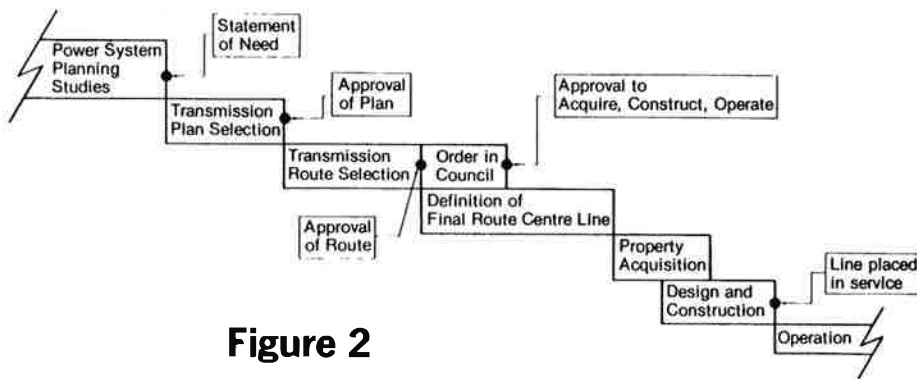 Statement
of Need
Power System
Planning
Studies
Approval
of Plan
Approval to
Acquire, Construct, Operate
Transmission
Plan Selection
Transmission
Route Selection
Order in
Council
Definition of
Final Route Centre Line
Approval
of Route
Property
Acquisition
Line placed
in service
Design and
Construction
Operation
Figure 2